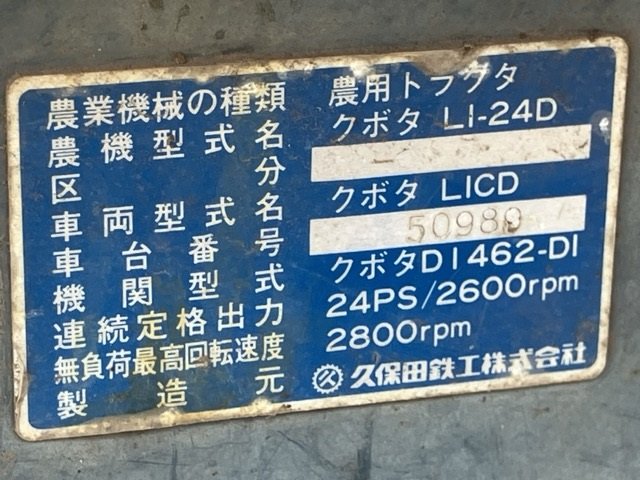 農業機械の種類 農用トラクタ
農機型式名 クボタ L1-24D
区分
車両型式名 クボタ L1CD
車台番号 50989
機関型式 クボタD1462-D1
連続定格出力 24PS/2600rpm
無負荷最高回転速度 2800rpm
製造元 久保田鉄工株式会社